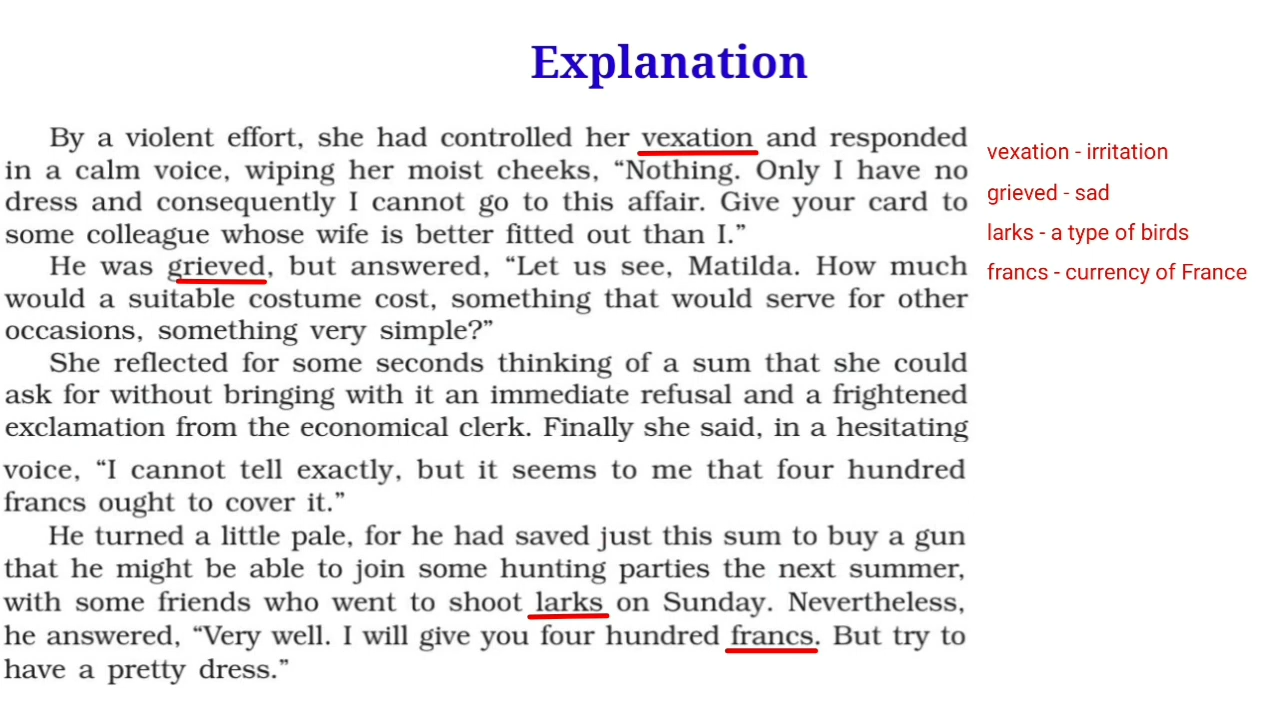 Explanation
By a violent effort, she had controlled her vexation and responded
in a calm voice, wiping her moist cheeks, “Nothing. Only I have no
dress and consequently I cannot go to this affair. Give your card to
some colleague whose wife is better fitted out than I.”
He was grieved, but answered, “Let us see, Matilda. How much
would a suitable costume cost, something that would serve for other
occasions, something very simple?”
She reflected for some seconds thinking of a sum that she could
ask for without bringing with it an immediate refusal and a frightened
exclamation from the economical clerk. Finally she said, in a hesitating
voice, “I cannot tell exactly, but it seems to me that four hundred
francs ought to cover it.”
He turned a little pale, for he had saved just this sum to buy a gun
that he might be able to join some hunting parties the next summer,
with some friends who went to shoot larks on Sunday. Nevertheless,
he answered, “Very well. I will give you four hundred francs. But try to
have a pretty dress.”
vexation - irritation
grieved - sad
larks - a type of birds
francs - currency of France